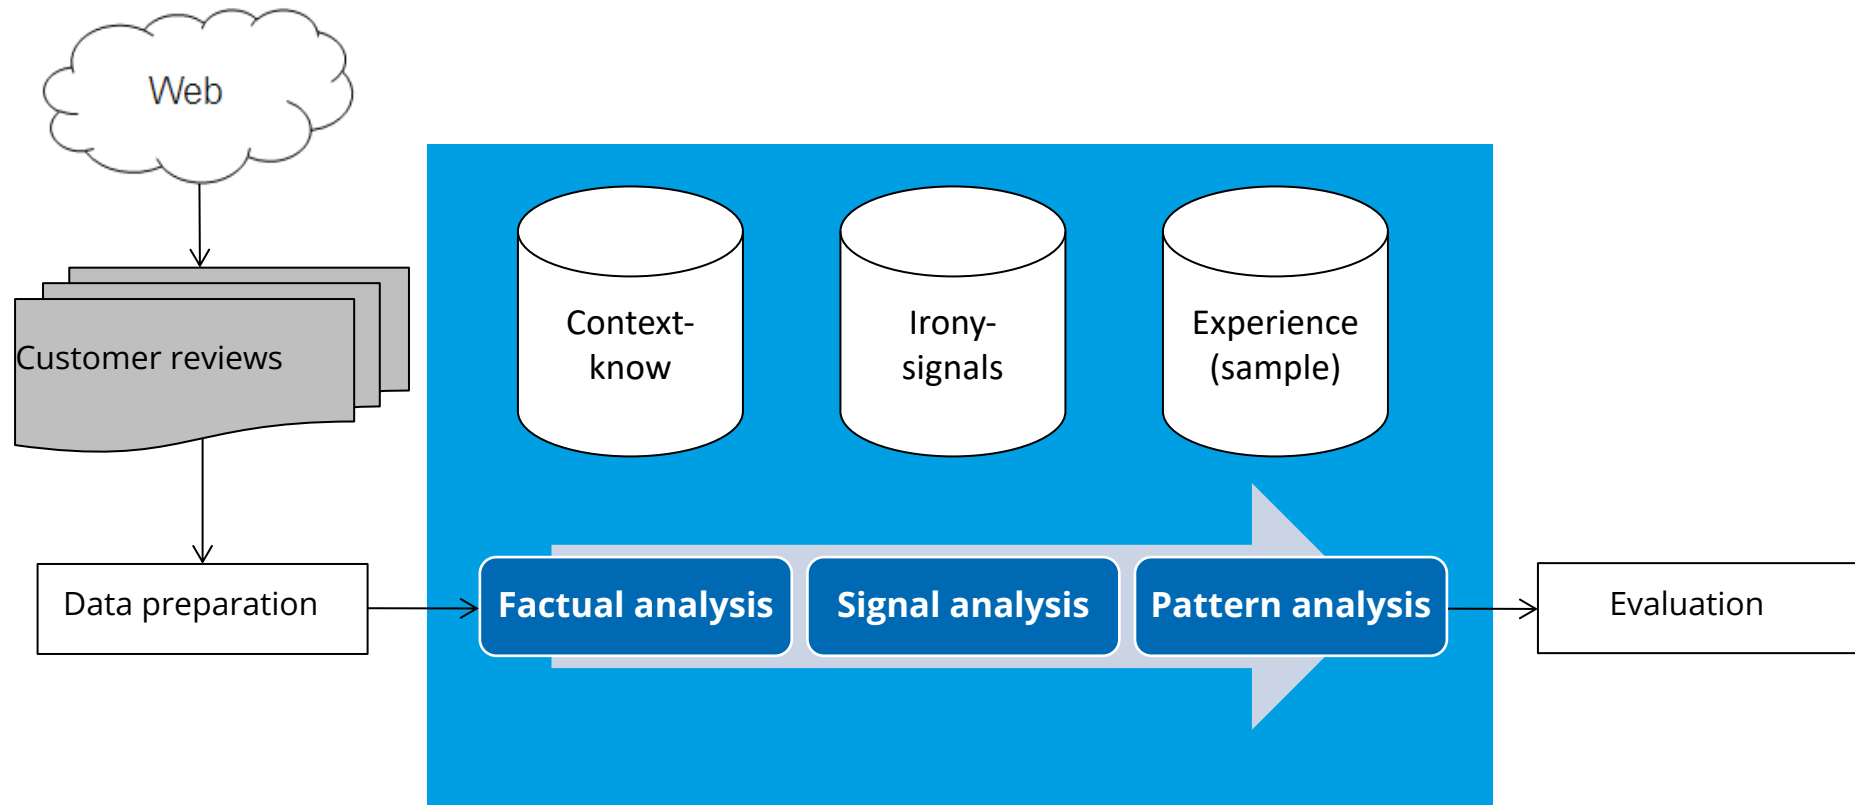 Web
Customer reviews
Data preparation
Context-
know
Irony-
signals
Experience
(sample)
Factual analysis
Signal analysis
Pattern analysis
Evaluation